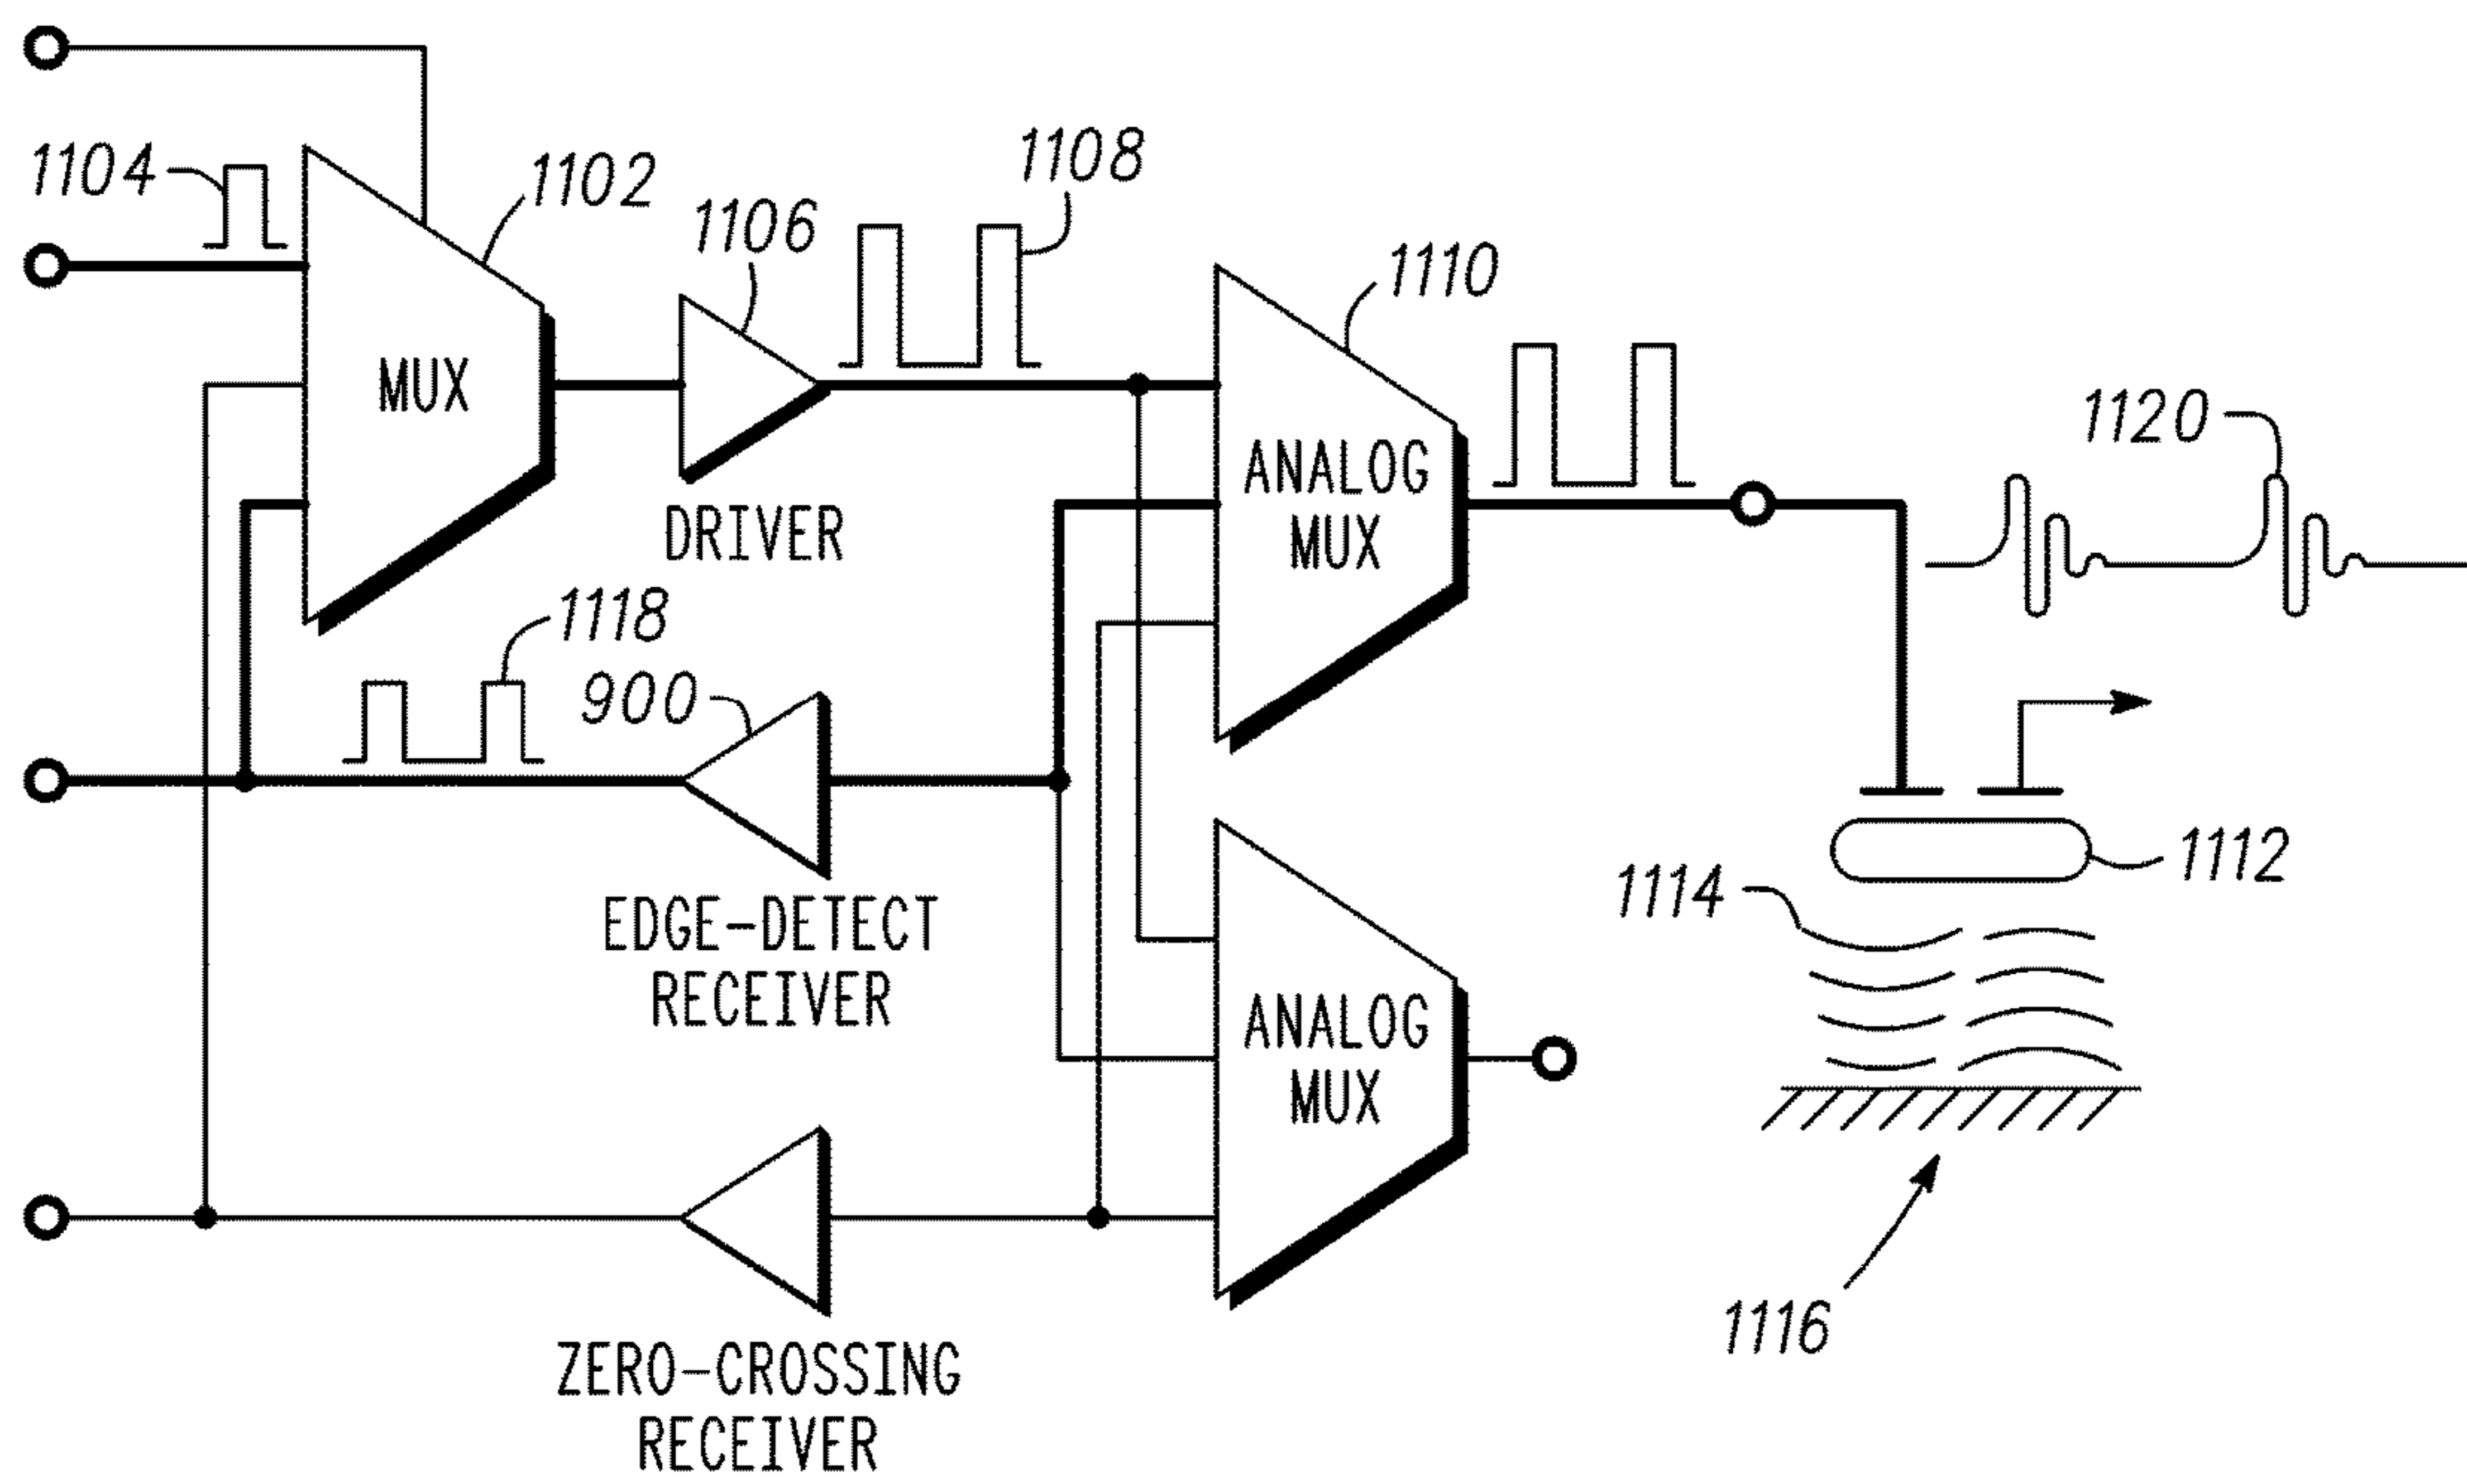 1104
1102
1106
1108
1110
1120
MUX
DRIVER
ANALOG
MUX
1118
900
EDGE-DETECT
RECEIVER
1112
1114
ANALOG
MUX
1116
ZERO-CROSSING
RECEIVER